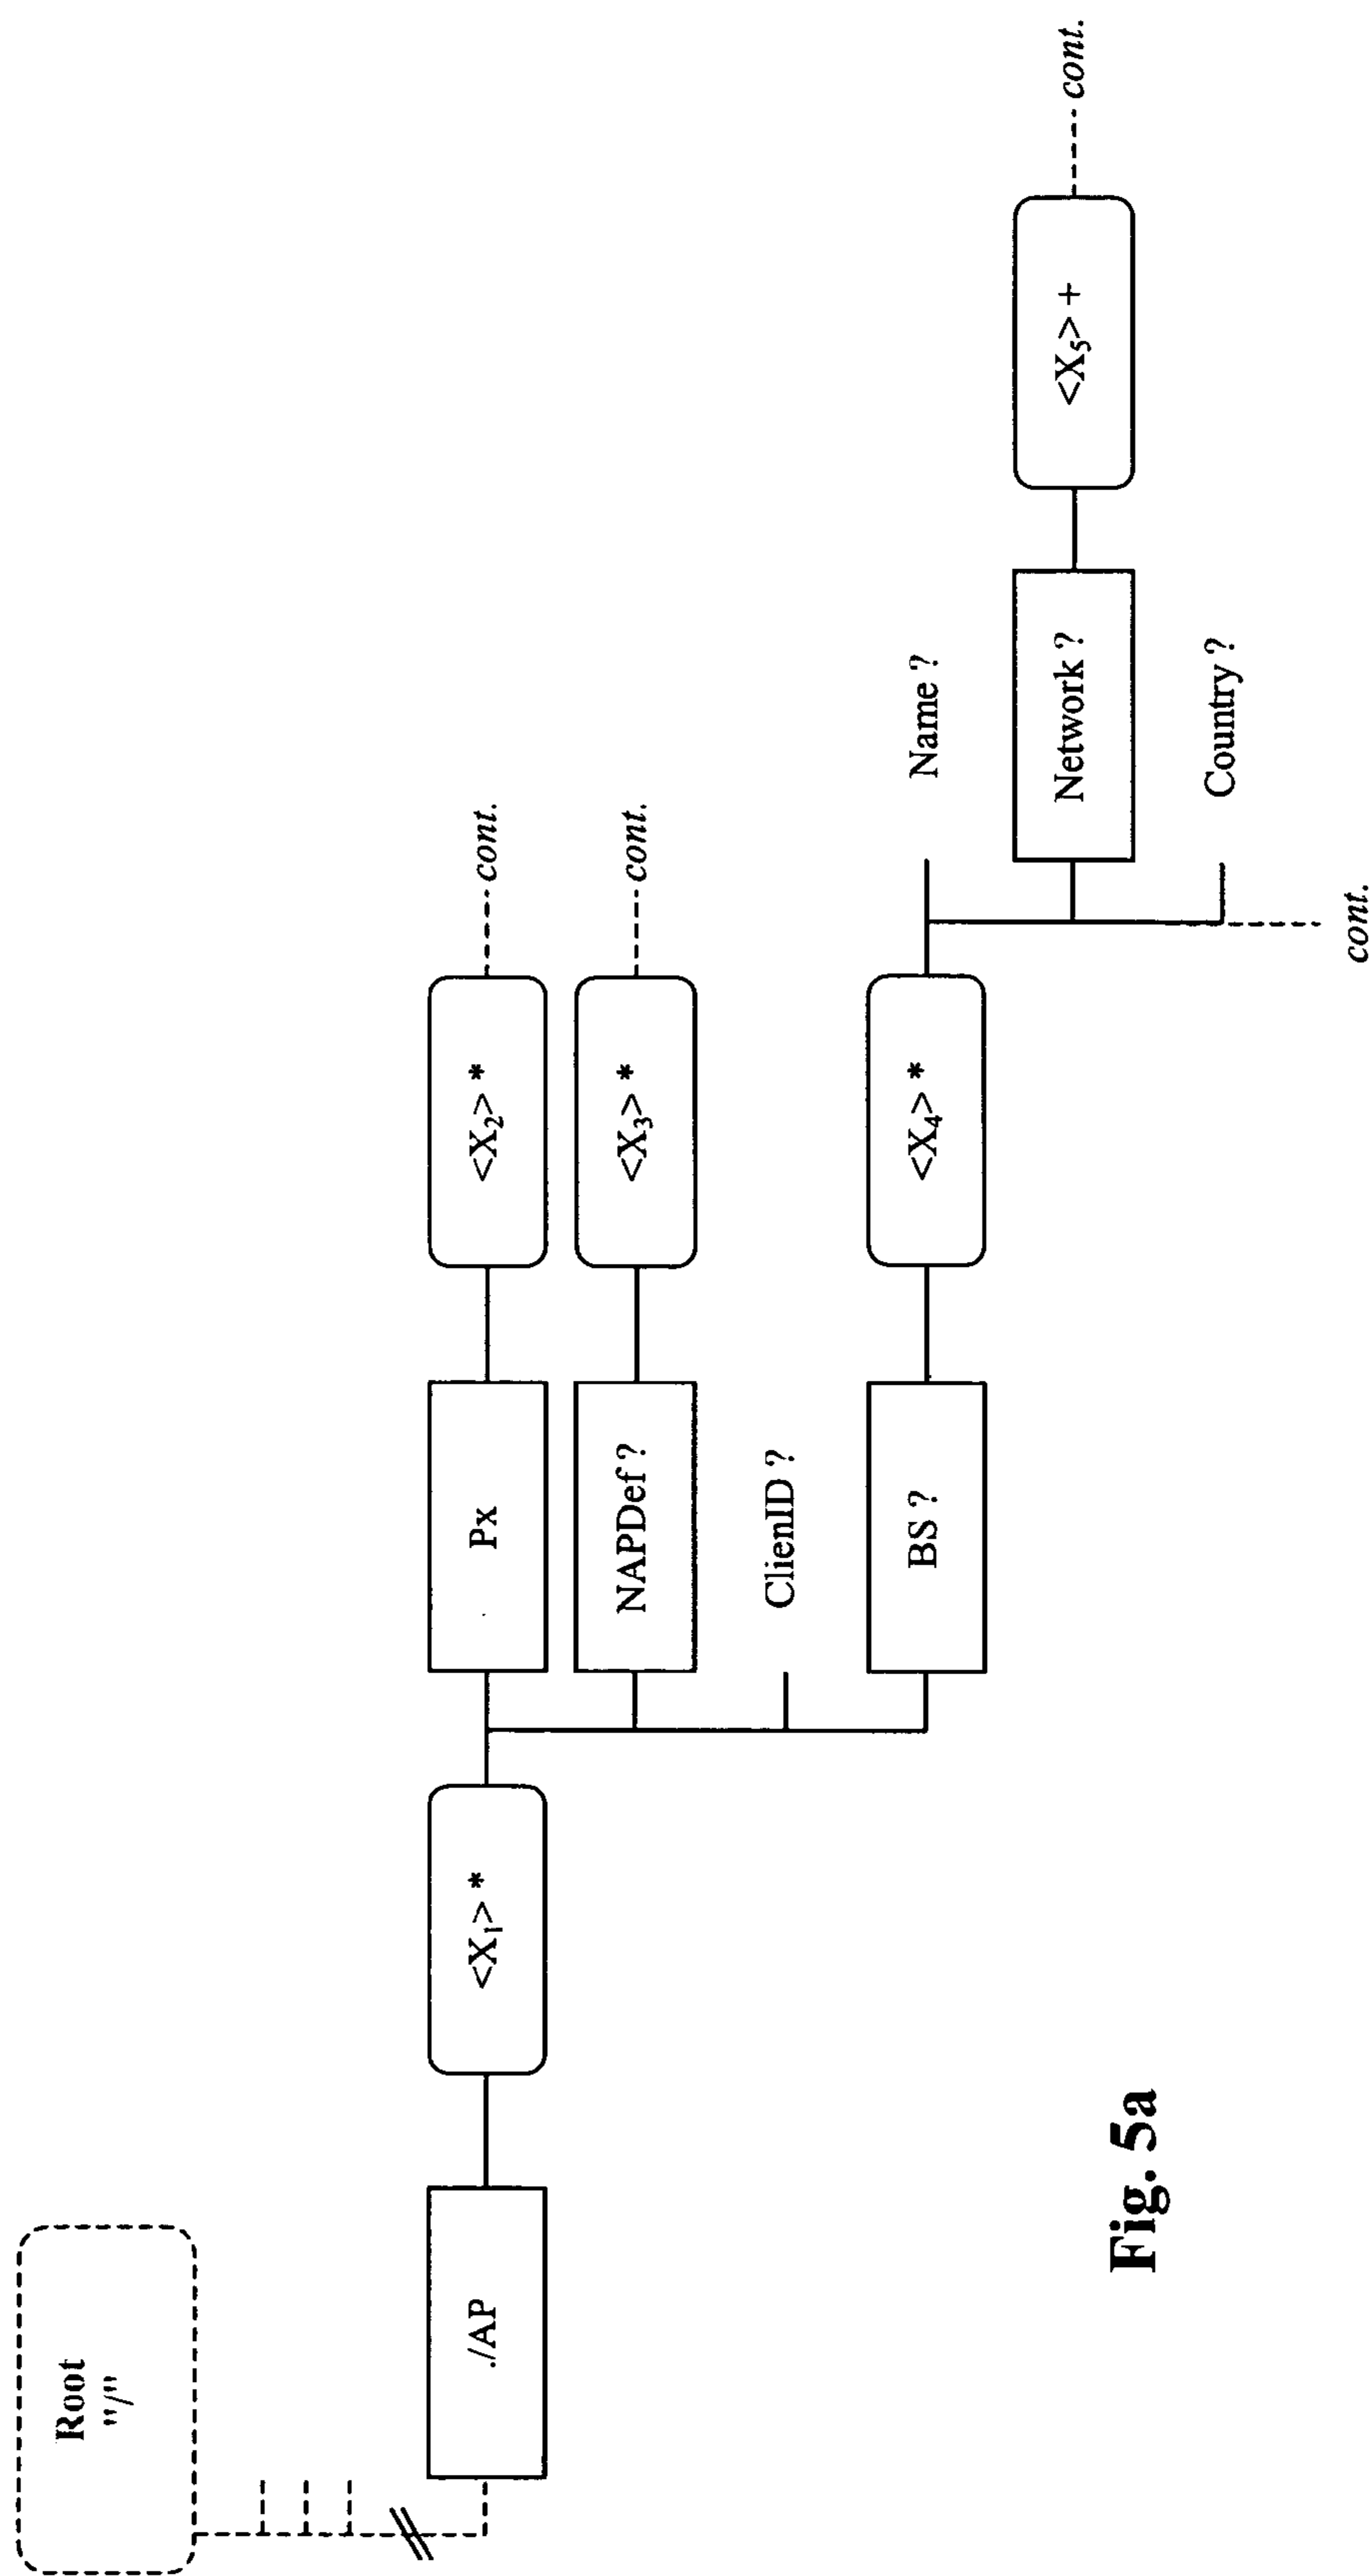 Root
"/"
./AP
<X1> *
Px
<X2> *
cont.
NAPDef ?
<X3> *
cont.
ClienID ?
BS ?
<X4> *
Name ?
Network ?
<X5> +
cont.
Country ?
cont.
Fig. 5a